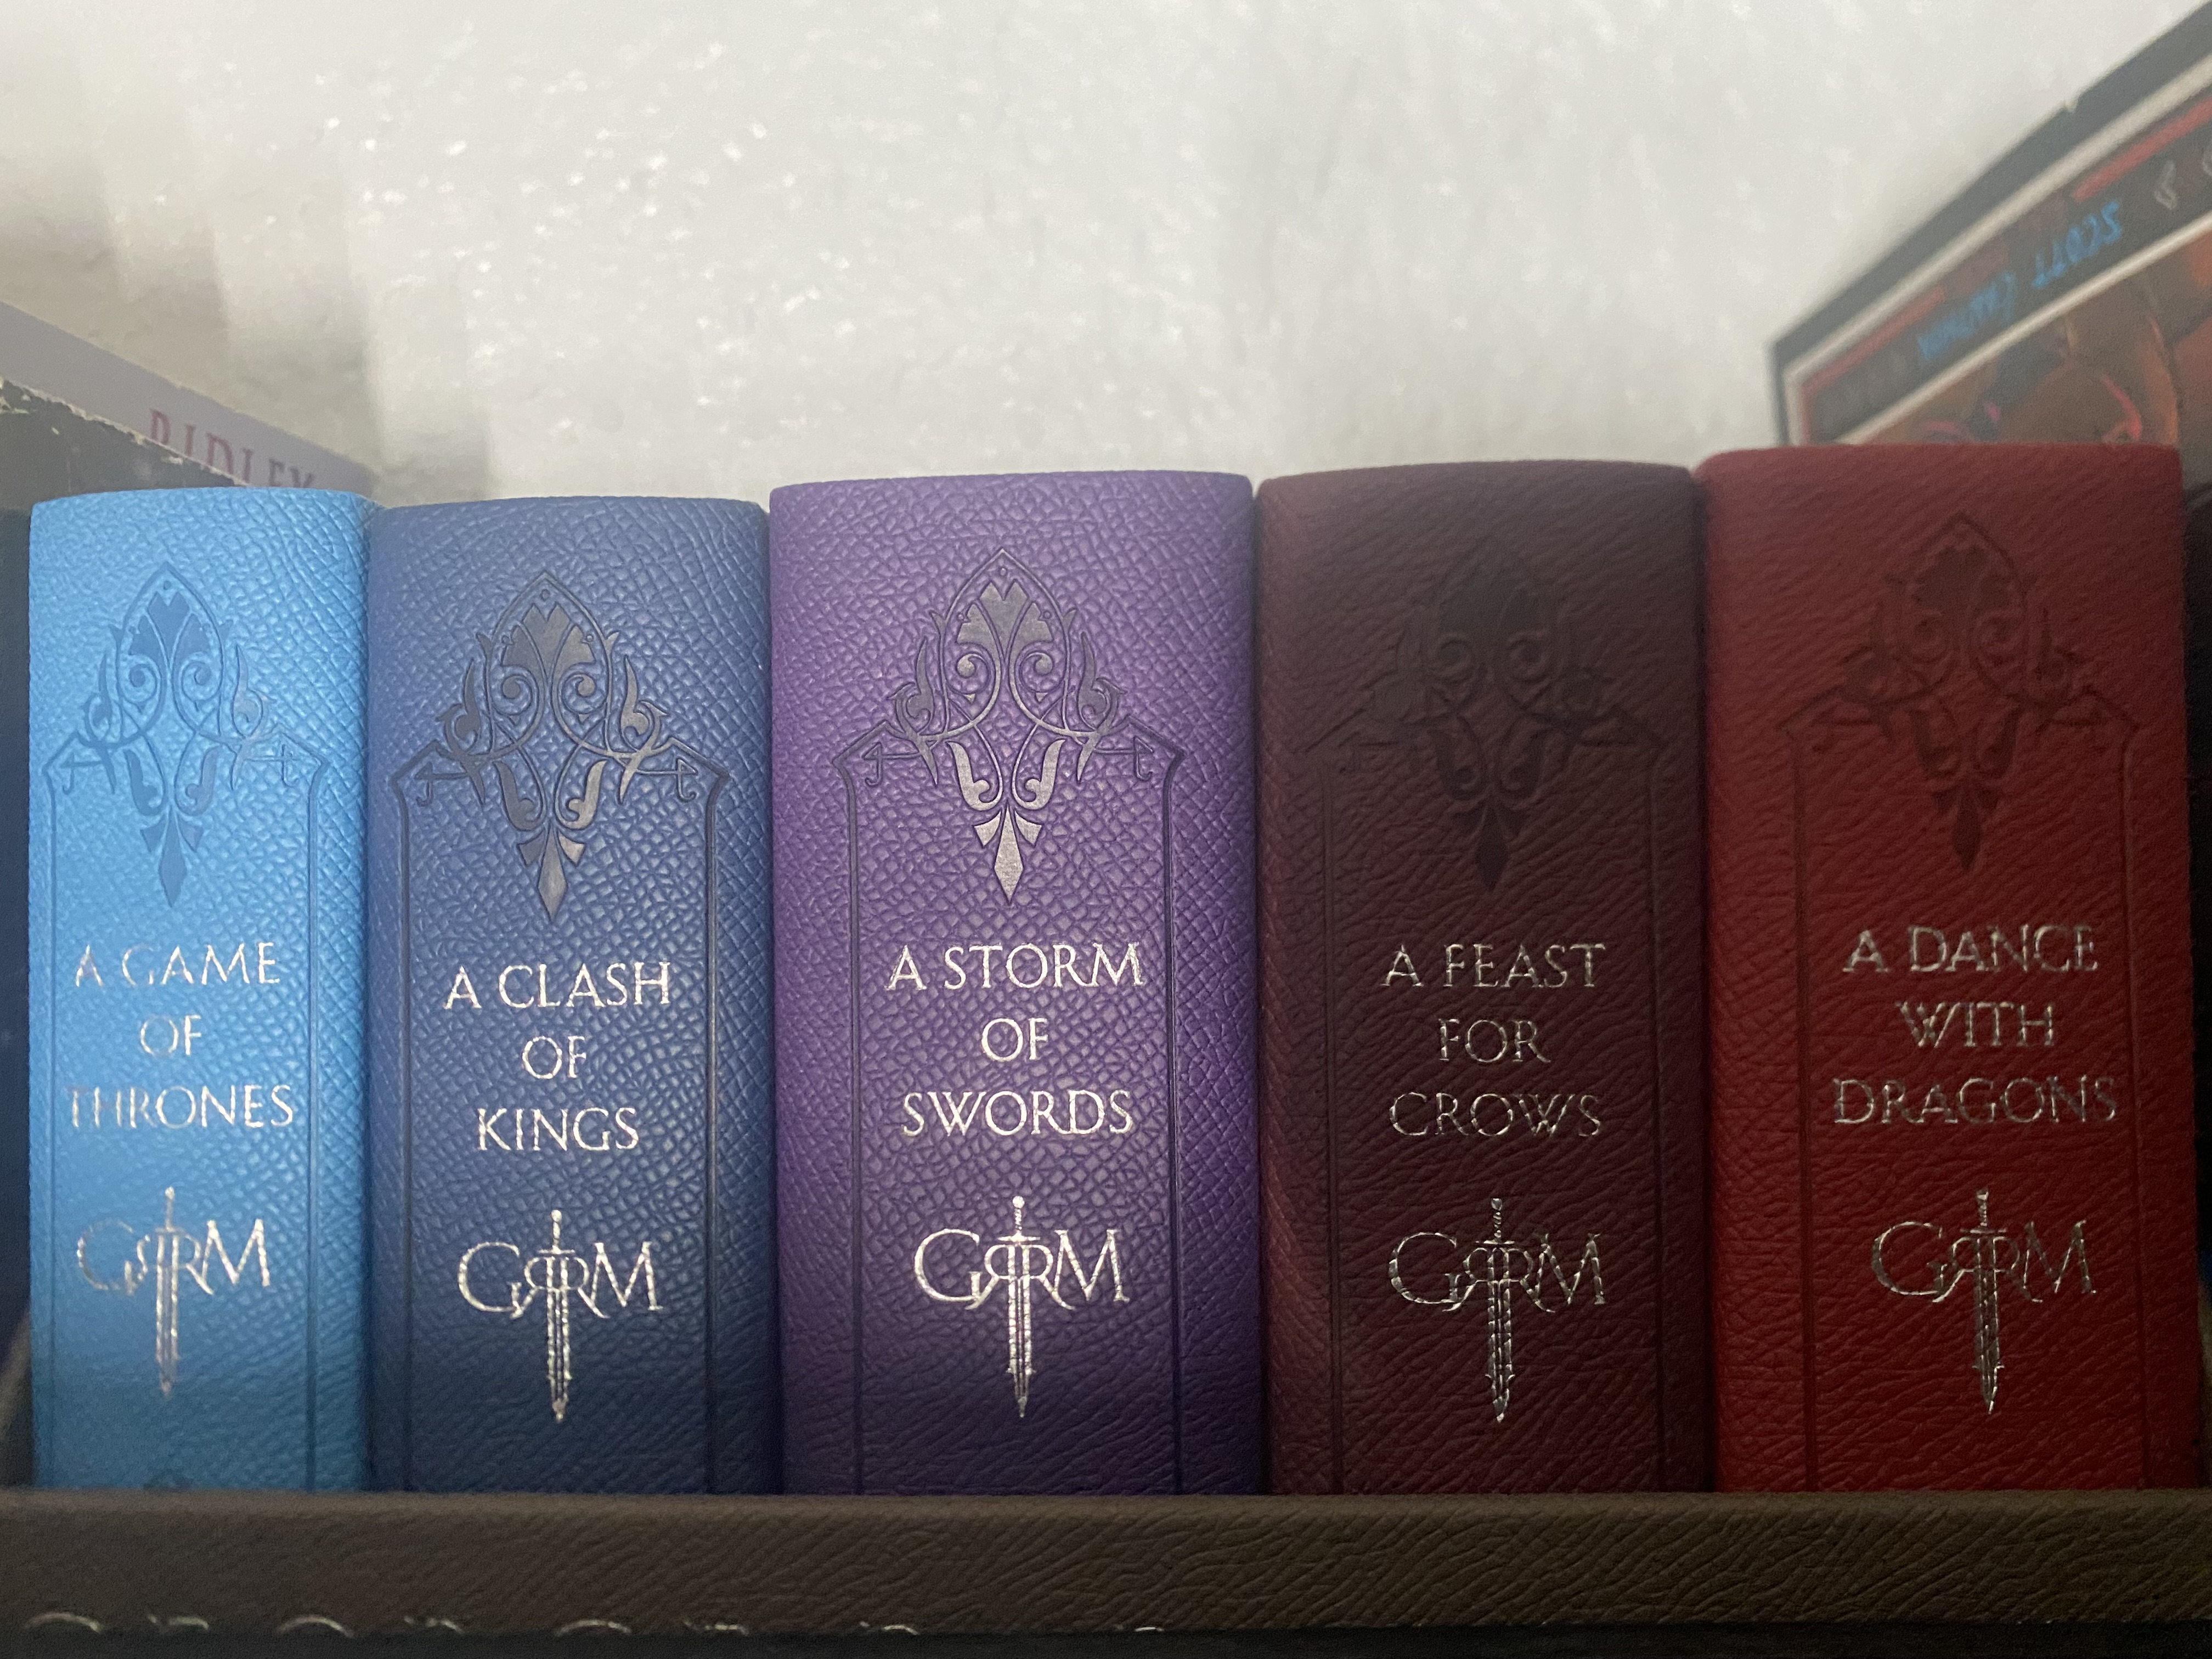 RIDLEY
SCOTT CAWTHON
A GAME
OF
THRONES
GRRM
A CLASH
OF
KINGS
GRRM
A STORM
OF
SWORDS
GRRM
A FEAST
FOR
CROWS
GRRM
A DANCE
WITH
DRAGONS
GRRM